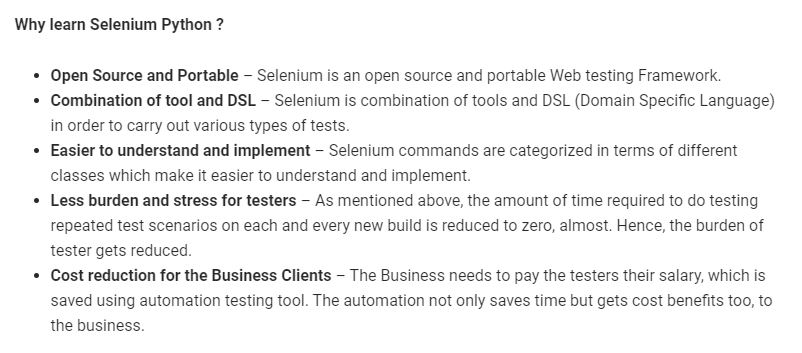 Why learn Selenium Python ?
• Open Source and Portable – Selenium is an open source and portable Web testing Framework.
• Combination of tool and DSL – Selenium is combination of tools and DSL (Domain Specific Language)
in order to carry out various types of tests.
• Easier to understand and implement – Selenium commands are categorized in terms of different
classes which make it easier to understand and implement.
• Less burden and stress for testers – As mentioned above, the amount of time required to do testing
repeated test scenarios on each and every new build is reduced to zero, almost. Hence, the burden of
tester gets reduced.
• Cost reduction for the Business Clients – The Business needs to pay the testers their salary, which is
saved using automation testing tool. The automation not only saves time but gets cost benefits too, to
the business.